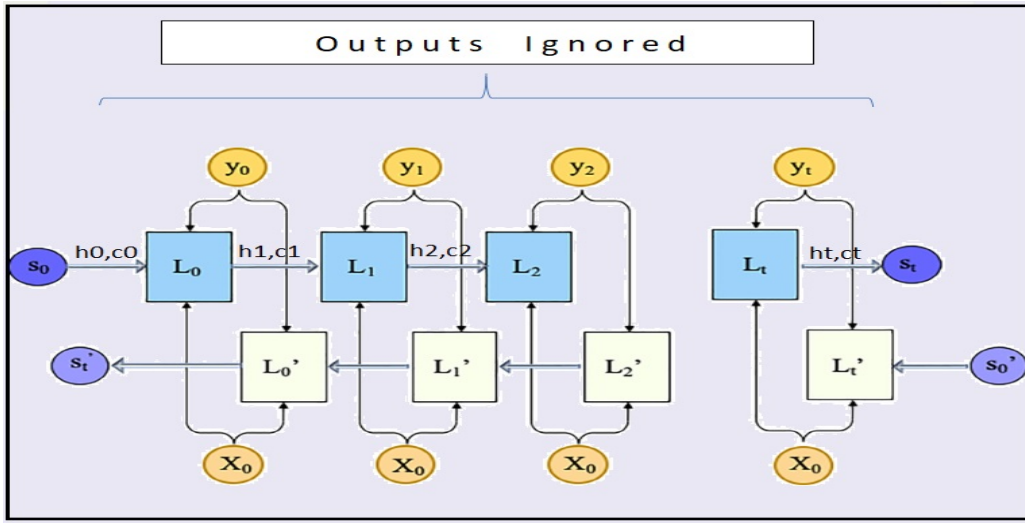 Outputs Ignored
y₀ y₁ y₂ yₜ
h0,c0 h1,c1 h2,c2 ht,ct
s₀ L₀ L₁ L₂ Lₜ sₜ
sₜ' L₀' L₁' L₂' Lₜ' s₀'
X₀ X₀ X₀ X₀